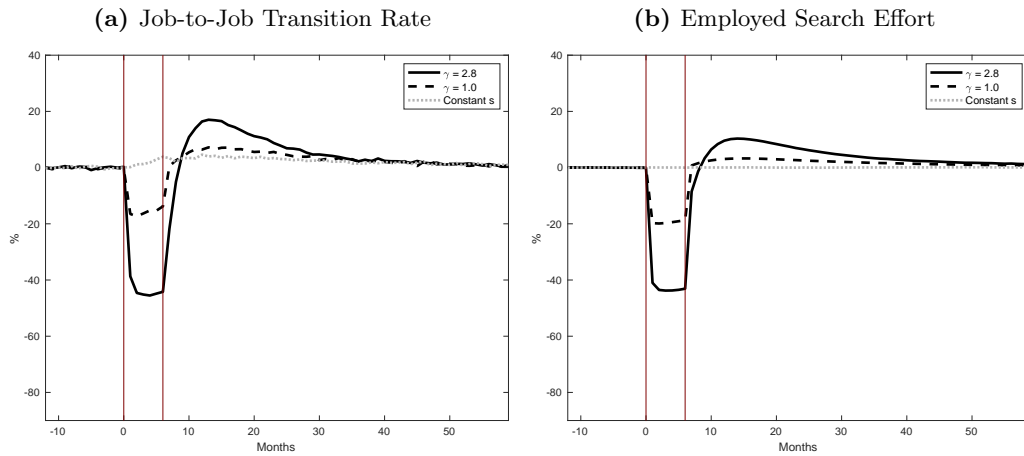 (a) Job-to-Job Transition Rate
40
20
0
-20
-40
-60
-80
%
-10 0 10 20 30 40 50
Months
γ = 2.8
γ = 1.0
Constant s
(b) Employed Search Effort
40
20
0
-20
-40
-60
-80
%
-10 0 10 20 30 40 50
Months
γ = 2.8
γ = 1.0
Constant s